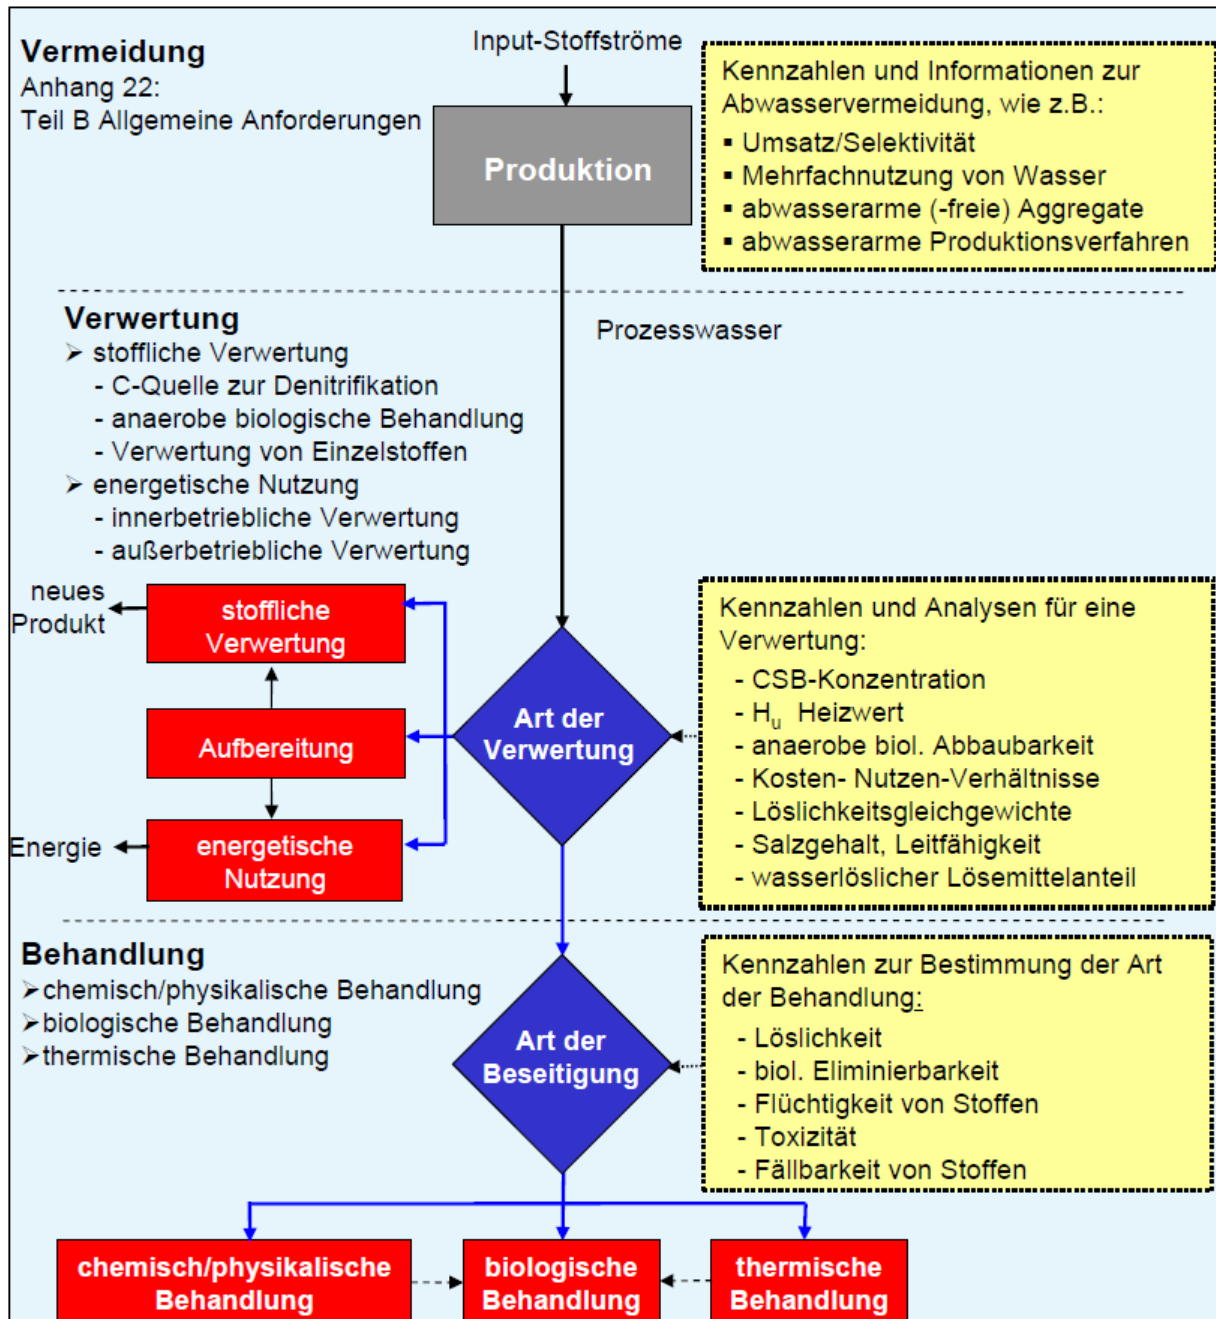 Vermeidung
Anhang 22:
Teil B Allgemeine Anforderungen
Input-Stoffströme
Produktion
Kennzahlen und Informationen zur
Abwasservermeidung, wie z.B.:
▪ Umsatz/Selektivität
▪ Mehrfachnutzung von Wasser
▪ abwasserarme (-freie) Aggregate
▪ abwasserarme Produktionsverfahren
Verwertung
➢ stoffliche Verwertung
- C-Quelle zur Denitrifikation
- anaerobe biologische Behandlung
- Verwertung von Einzelstoffen
➢ energetische Nutzung
- innerbetriebliche Verwertung
- außerbetriebliche Verwertung
Prozesswasser
neues
Produkt
stoffliche
Verwertung
Aufbereitung
Energie
energetische
Nutzung
Art der
Verwertung
Kennzahlen und Analysen für eine
Verwertung:
- CSB-Konzentration
- Hu Heizwert
- anaerobe biol. Abbaubarkeit
- Kosten- Nutzen-Verhältnisse
- Löslichkeitsgleichgewichte
- Salzgehalt, Leitfähigkeit
- wasserlöslicher Lösemittelanteil
Behandlung
➢chemisch/physikalische Behandlung
➢biologische Behandlung
➢thermische Behandlung
Art der
Beseitigung
Kennzahlen zur Bestimmung der Art
der Behandlung:
- Löslichkeit
- biol. Eliminierbarkeit
- Flüchtigkeit von Stoffen
- Toxizität
- Fällbarkeit von Stoffen
chemisch/physikalische
Behandlung
biologische
Behandlung
thermische
Behandlung